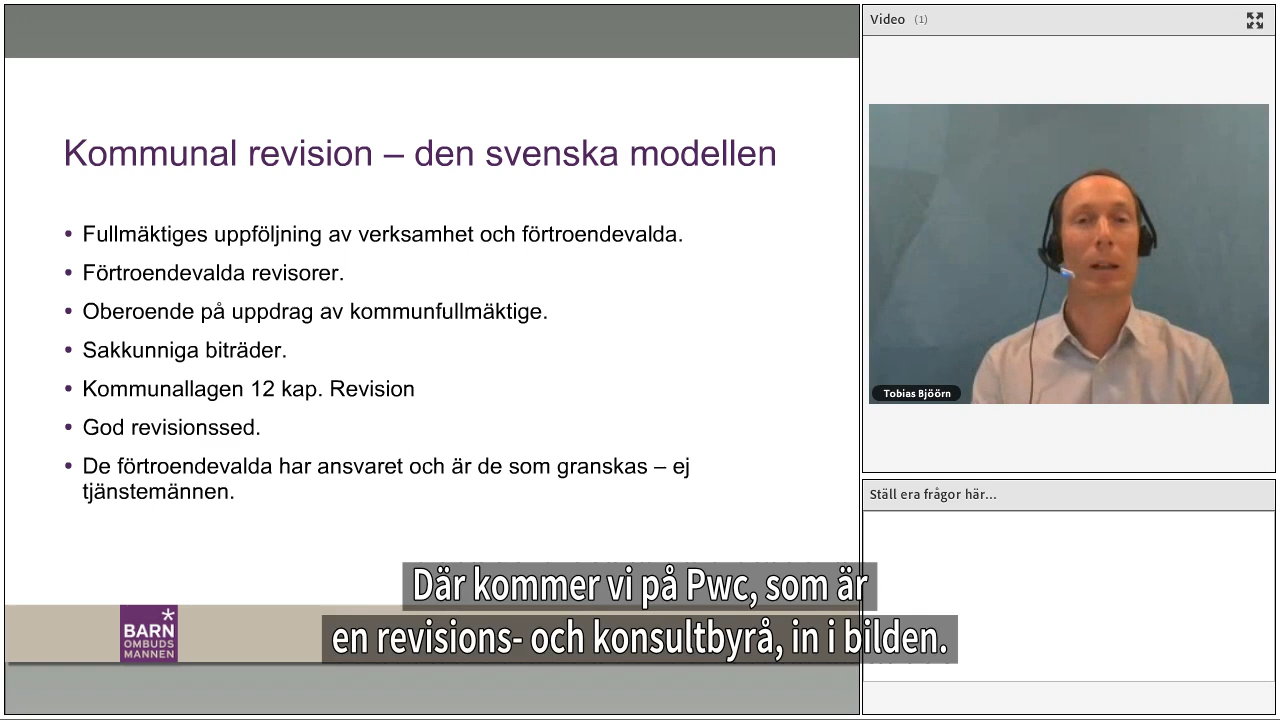 Kommunal revision – den svenska modellen
• Fullmäktiges uppföljning av verksamhet och förtroendevalda.
• Förtroendevalda revisorer.
• Oberoende på uppdrag av kommunfullmäktige.
• Sakkunniga biträder.
• Kommunallagen 12 kap. Revision
• God revisionssed.
• De förtroendevalda har ansvaret och är de som granskas – ej
tjänstemännen.
BARN
OMBUDS
MANNEN
Video (1)
Tobias Bjöörn
Ställ era frågor här...
Där kommer vi på Pwc, som är
en revisions- och konsultbyrå, in i bilden.